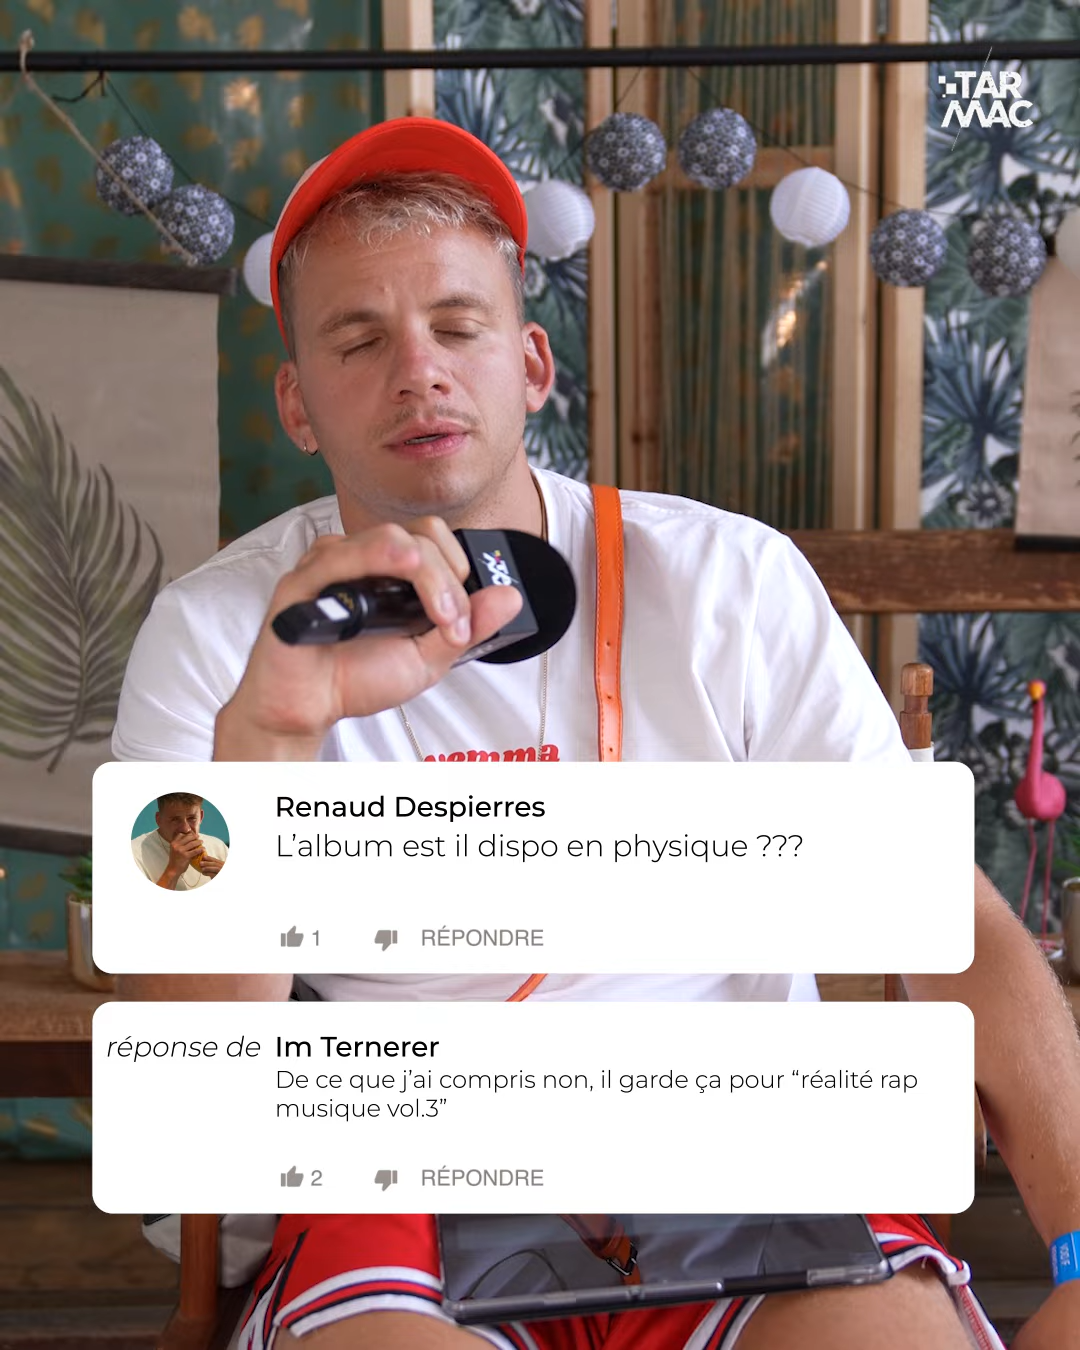 TAR
MAC
Renaud Despierres
L’album est il dispo en physique ???
1 RÉPONDRE
réponse de Im Ternerer
De ce que j’ai compris non, il garde ça pour “réalité rap
musique vol.3”
2 RÉPONDRE